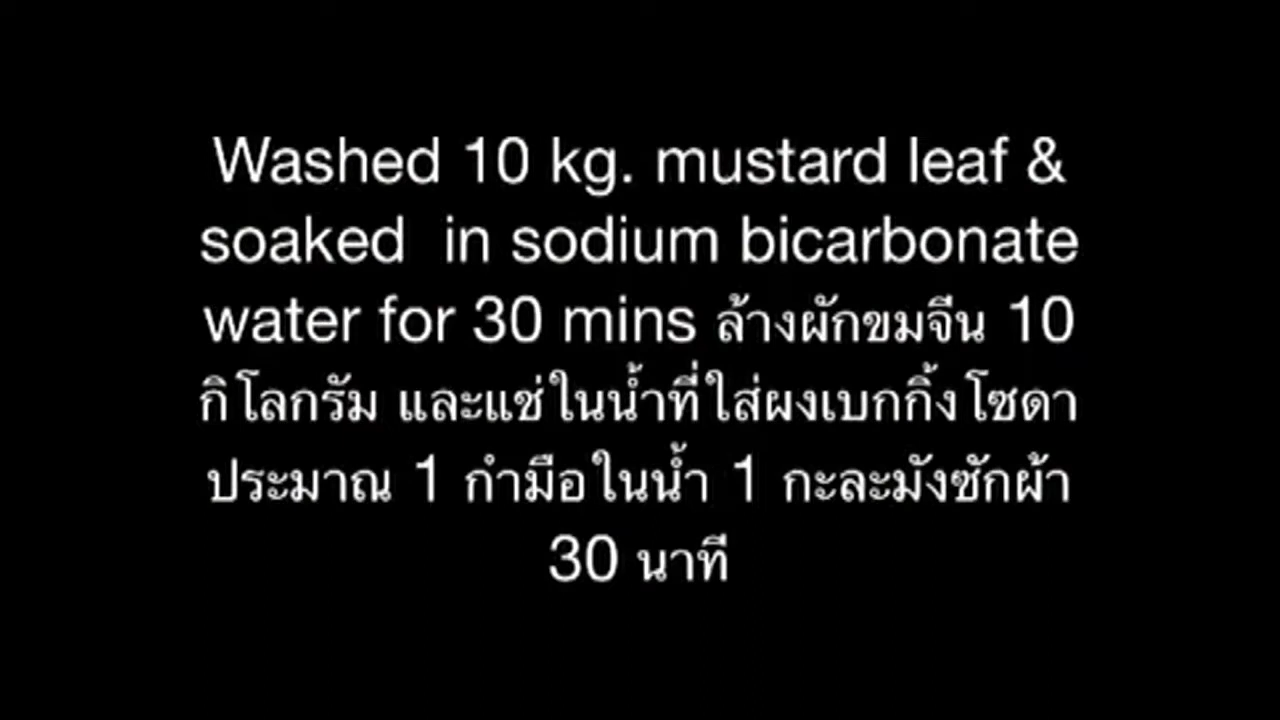 Washed 10 kg. mustard leaf &
soaked  in sodium bicarbonate
water for 30 mins ล้างผักขมจีน 10
กิโลกรัม และแช่ในน้ำที่ใส่ผงเบกกิ้งโซดา
ประมาณ 1 กำมือในน้ำ 1 กะละมังซักผ้า
30 นาที